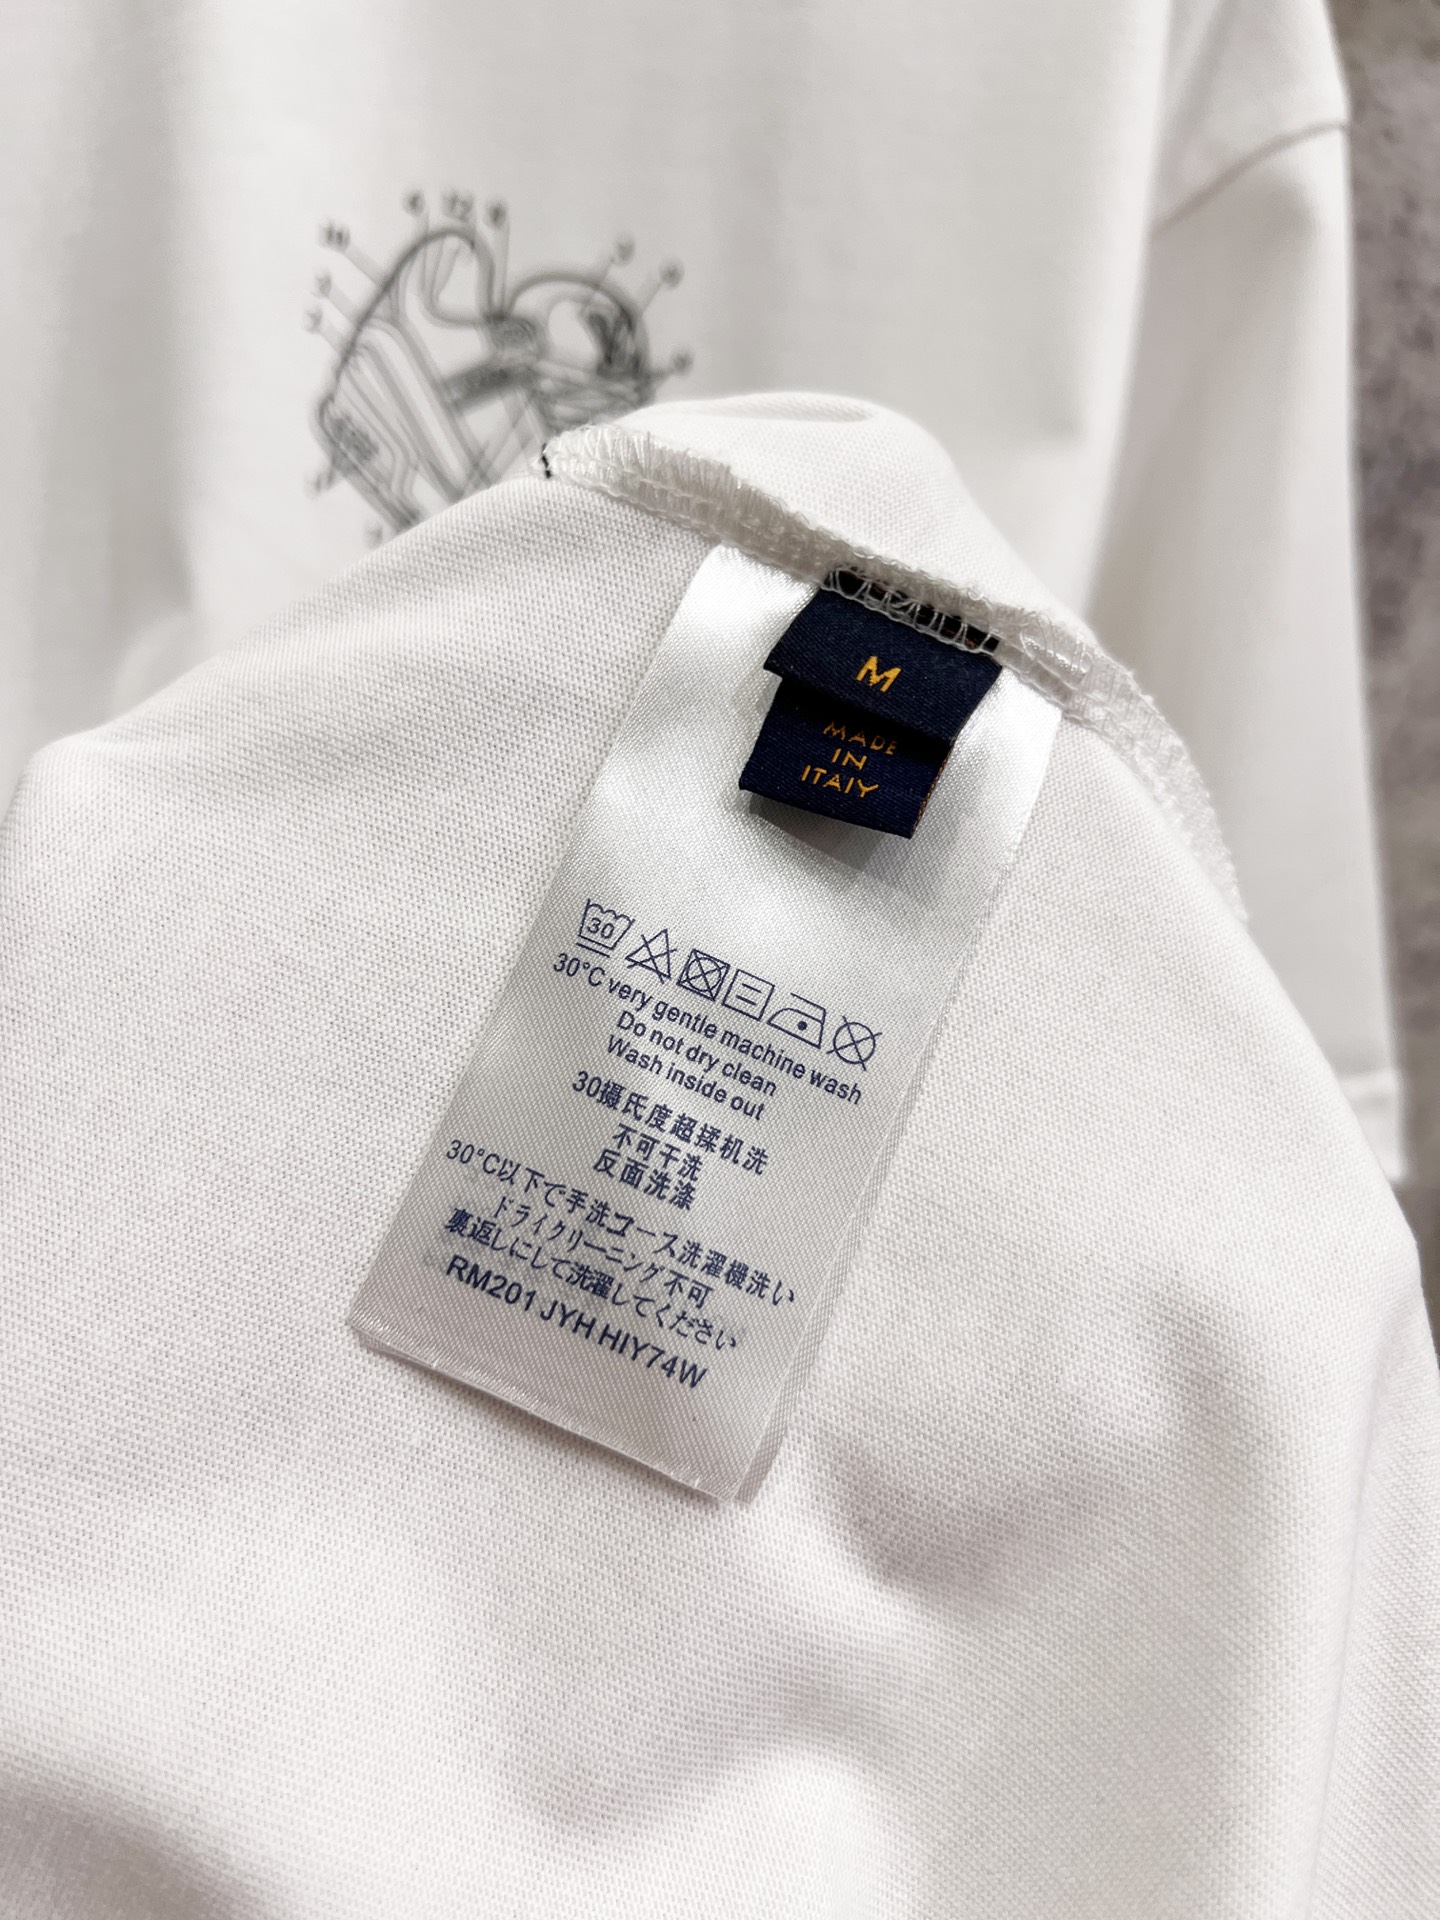 M
MADE
IN
ITAIY
30
30°C very gentle machine wash
Do not dry clean
Wash inside out
30摄氏度超揉机洗
不可干洗
反面洗涤
30°C以下で手洗コース洗濯機洗い
ドライクリーニング不可
裏返しにして洗濯してください
RM201 JYH HIY74W